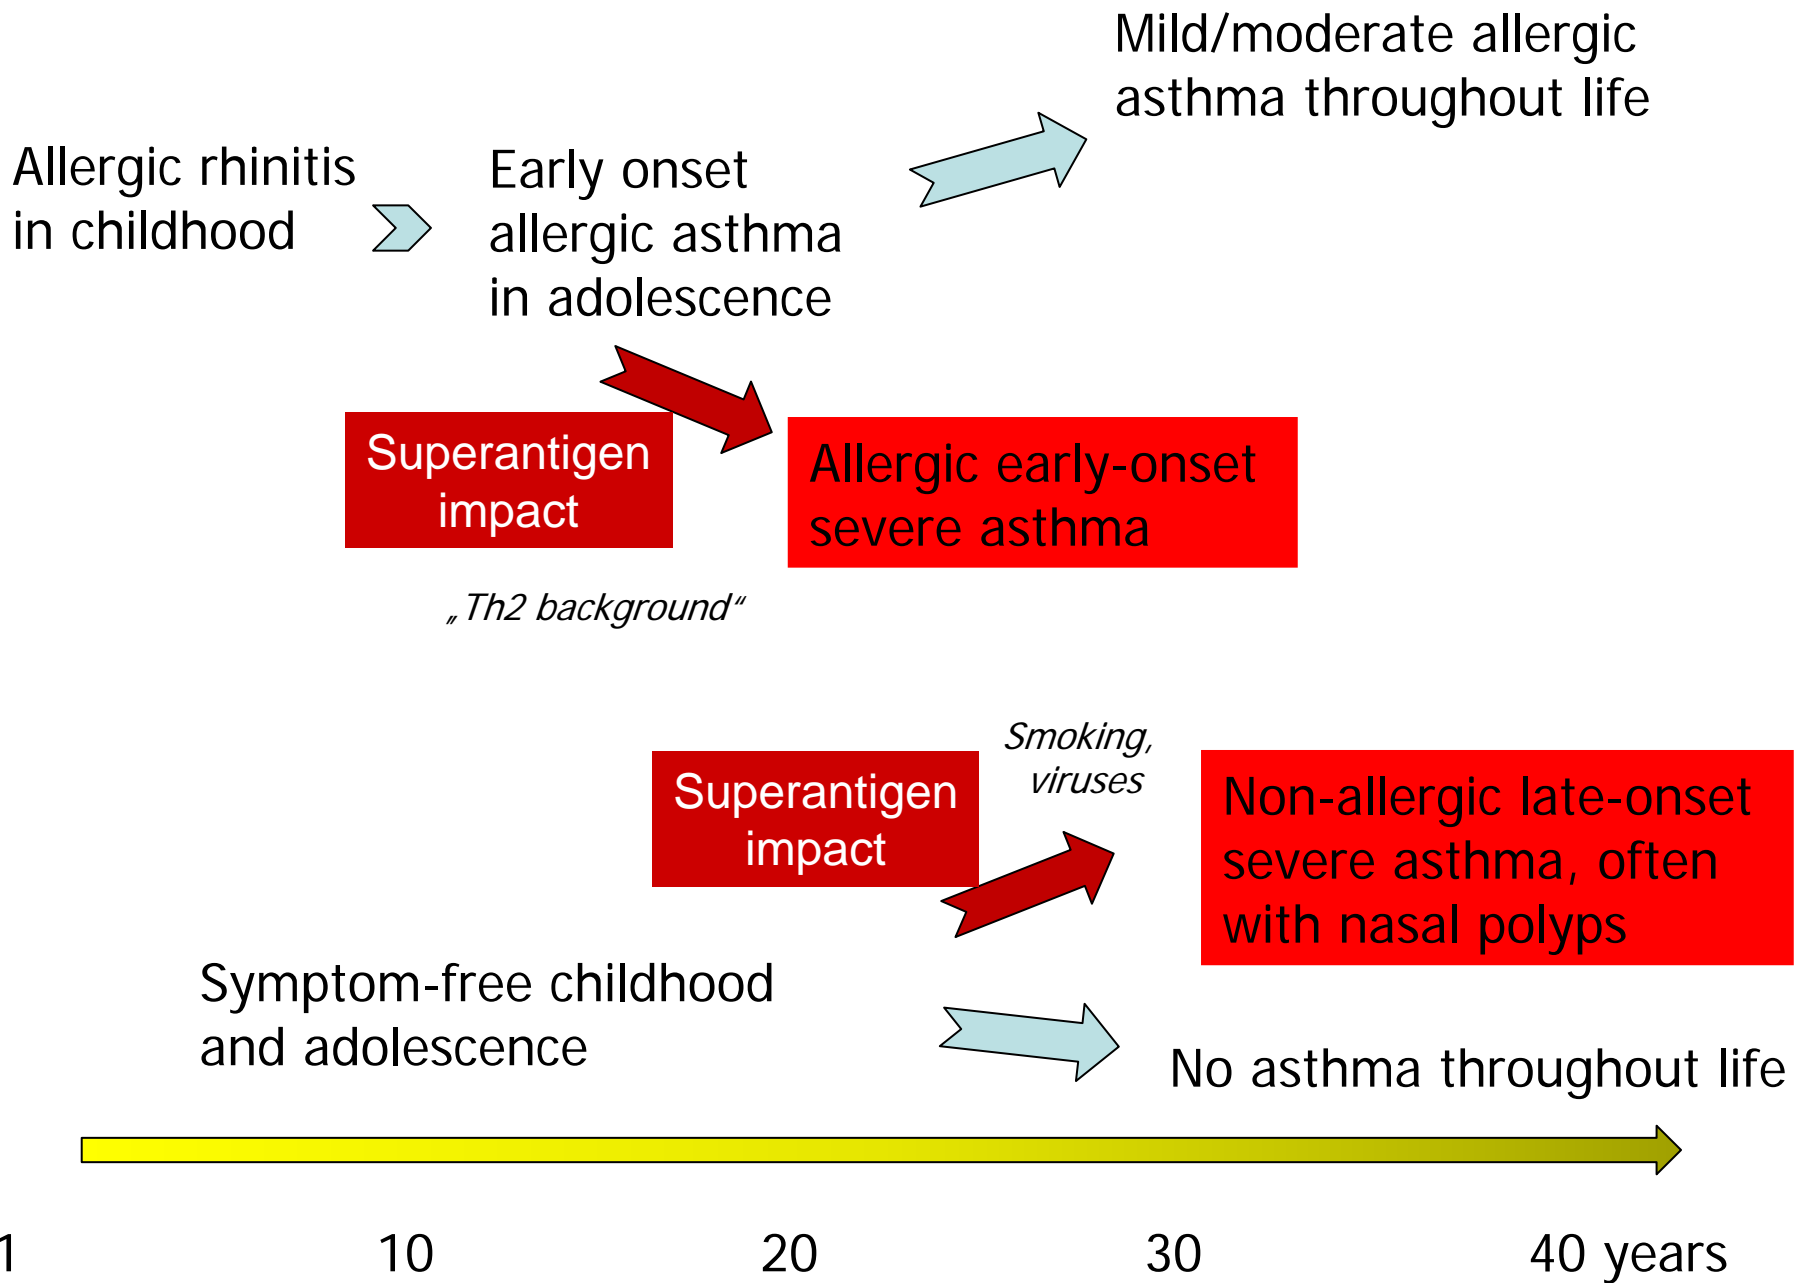 Mild/moderate allergic
asthma throughout life
Allergic rhinitis
in childhood
Early onset
allergic asthma
in adolescence
Superantigen
impact
Allergic early-onset
severe asthma
„Th2 background“
Smoking,
viruses
Superantigen
impact
Non-allergic late-onset
severe asthma, often
with nasal polyps
Symptom-free childhood
and adolescence
No asthma throughout life
1 10 20 30 40 years